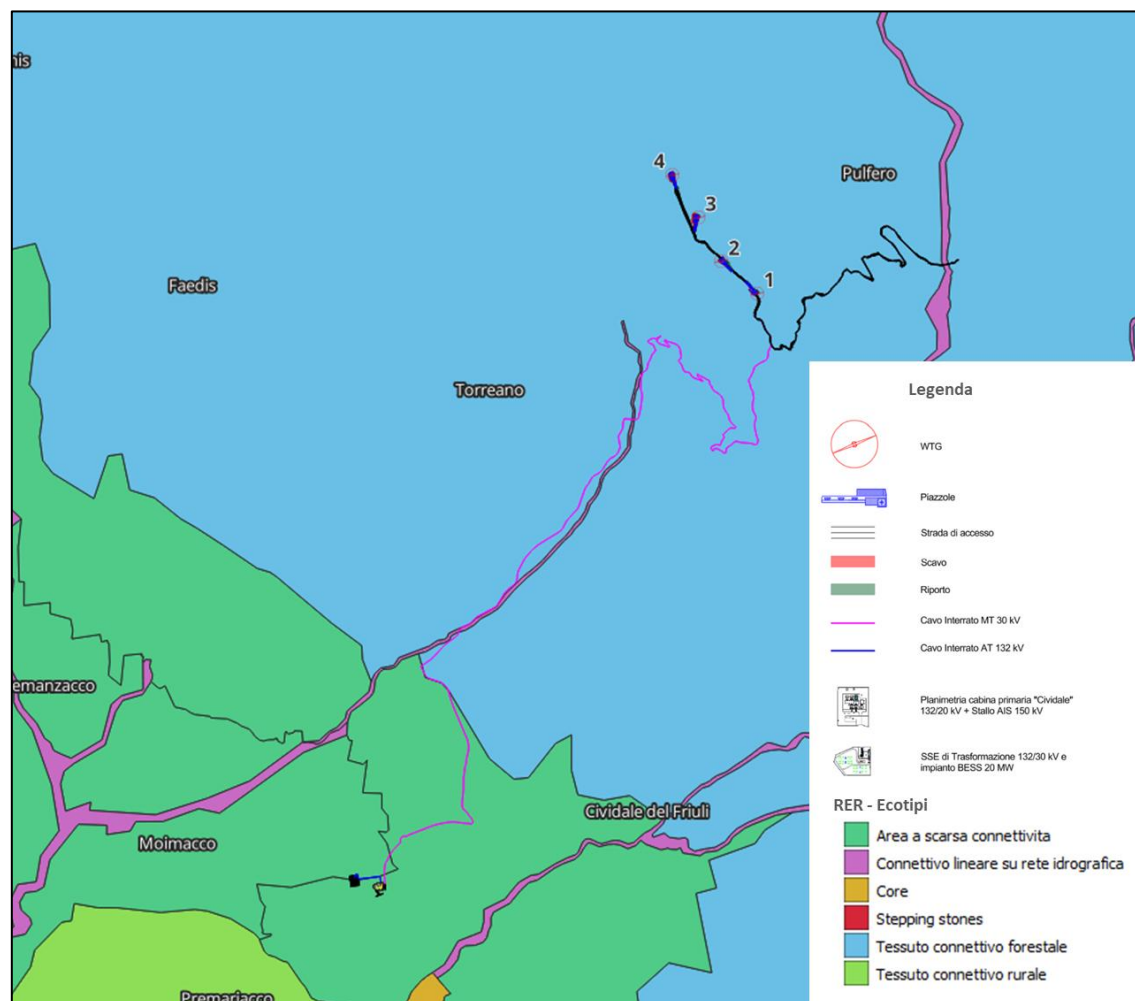 nis
4
Pulfero
3
2
1
Faedis
Torreano
emanzacco
Moimacco
Cividale del Friuli
Premariacco
Legenda
WTG
Piazzole
Strada di accesso
Scavo
Riporto
Cavo Interrato MT 30 kV
Cavo Interrato AT 132 kV
Planimetria cabina primaria "Cividale"
132/20 kV + Stallo AIS 150 kV
SSE di Trasformazione 132/30 kV e
impianto BESS 20 MW
RER - Ecotipi
Area a scarsa connettivita
Connettivo lineare su rete idrografica
Core
Stepping stones
Tessuto connettivo forestale
Tessuto connettivo rurale